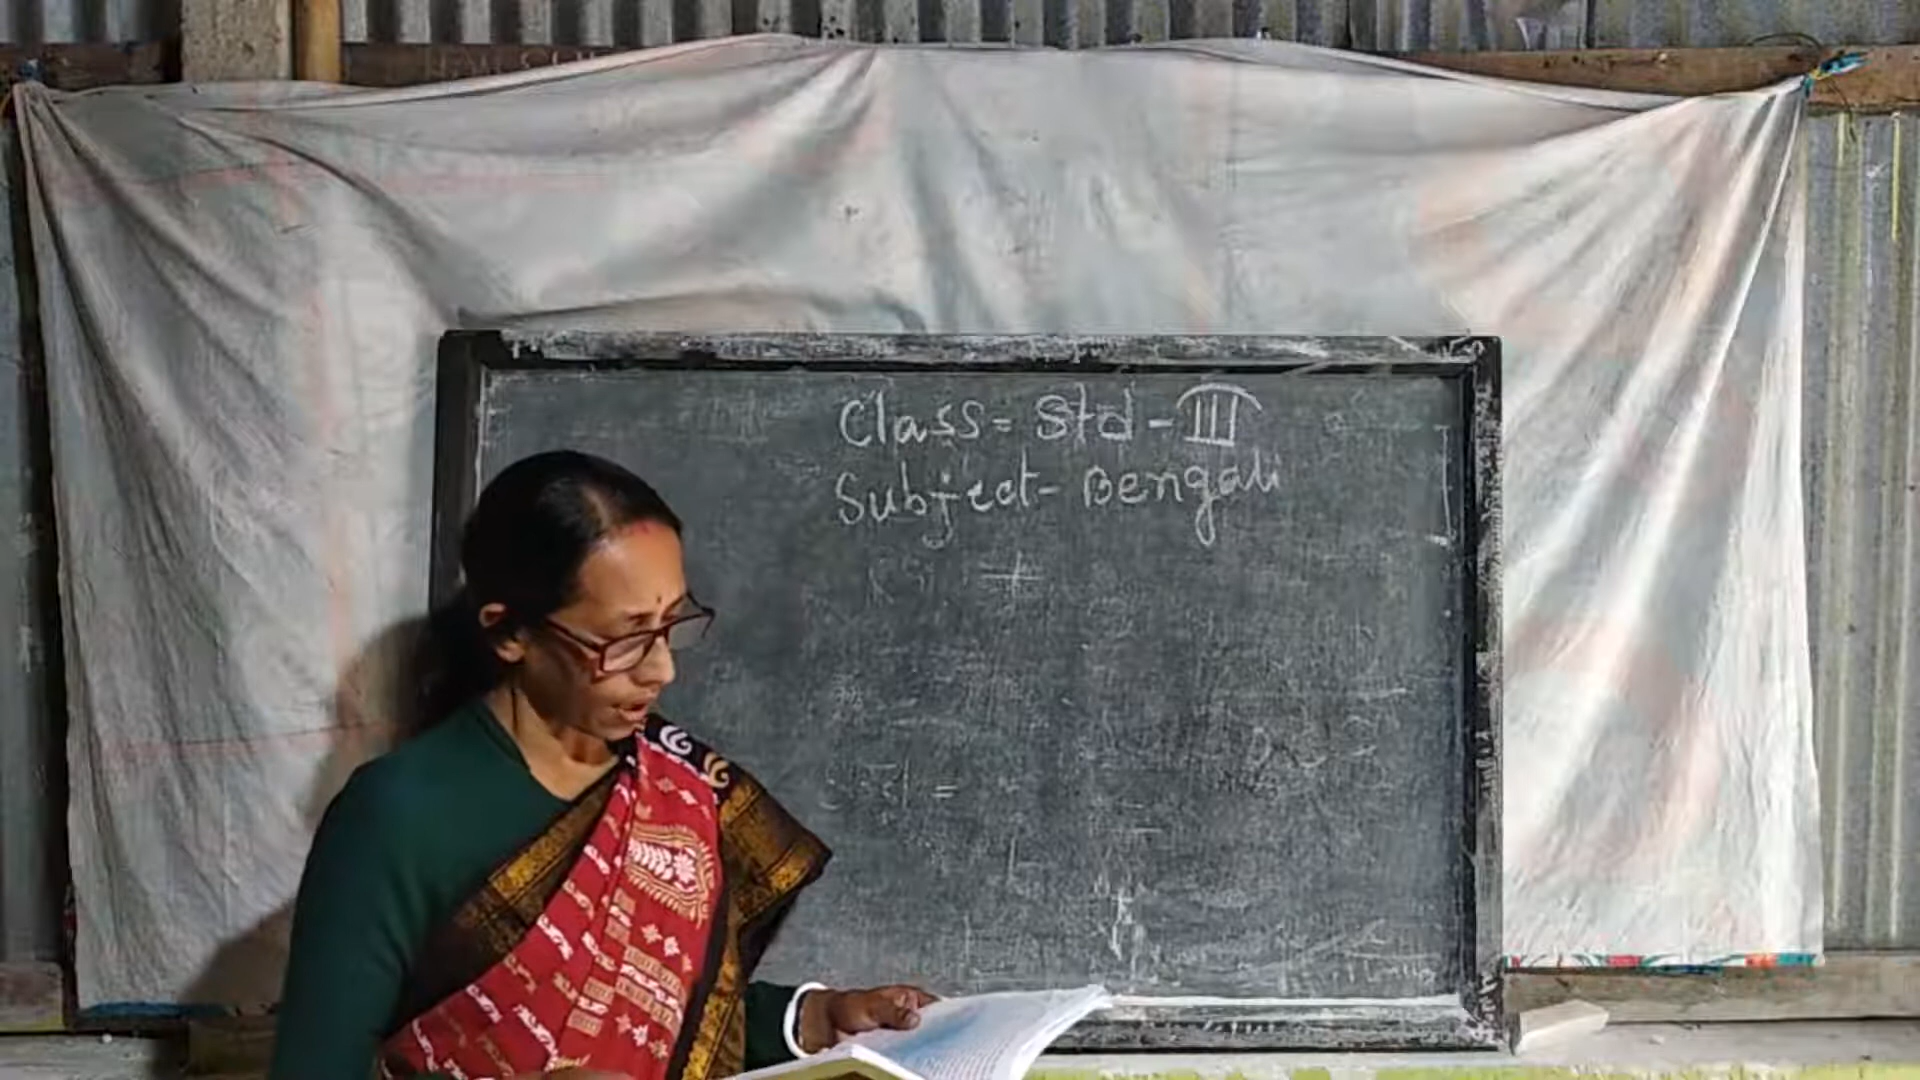 Class = Std - III
Subject - Bengali